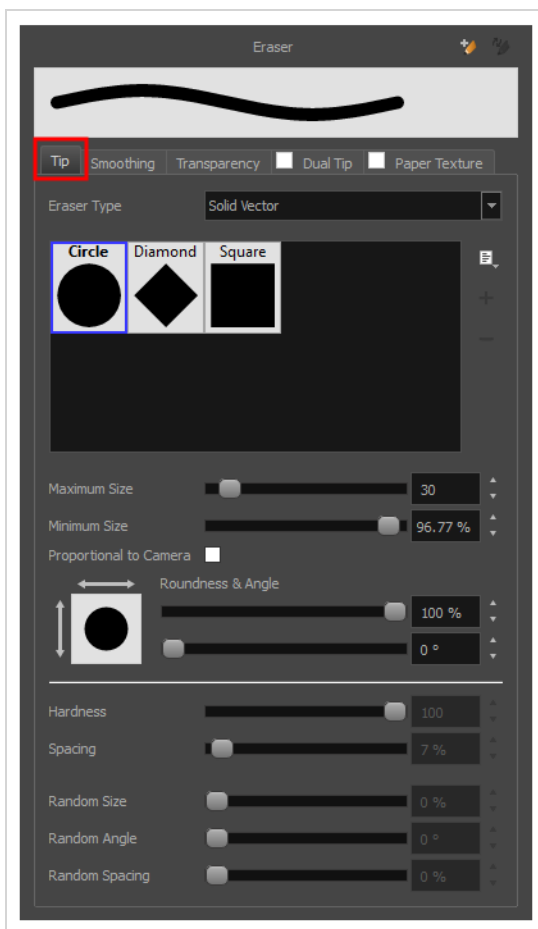 Eraser
Tip Smoothing Transparency Dual Tip Paper Texture
Eraser Type Solid Vector
Circle Diamond Square
Maximum Size 30
Minimum Size 96.77 %
Proportional to Camera
Roundness & Angle
100 %
0 °
Hardness 100
Spacing 7 %
Random Size 0 %
Random Angle 0 °
Random Spacing 0 %